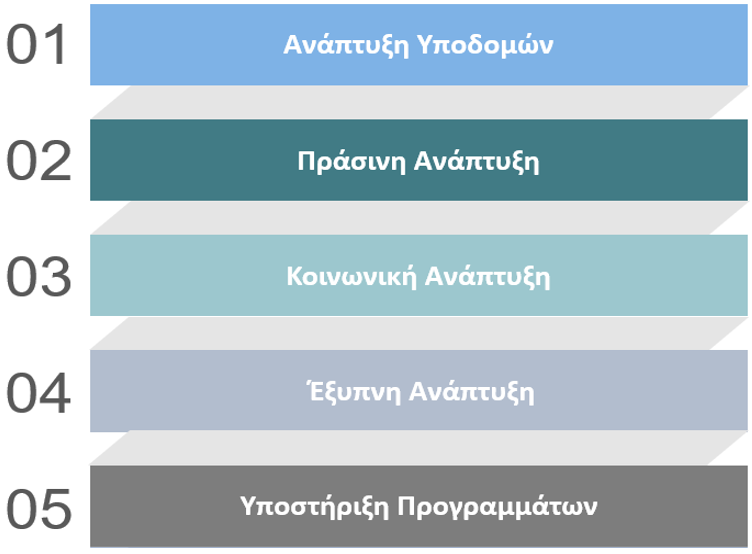 01 Ανάπτυξη Υποδομών
02 Πράσινη Ανάπτυξη
03 Κοινωνική Ανάπτυξη
04 Έξυπνη Ανάπτυξη
05 Υποστήριξη Προγραμμάτων